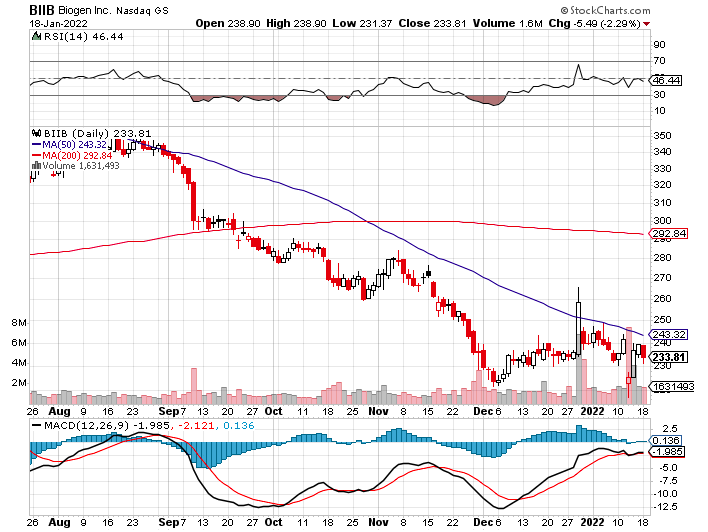 BIIB Biogen Inc. Nasdaq GS © StockCharts.com
18-Jan-2022 Open 238.90 High 238.90 Low 231.37 Close 233.81 Volume 1.6M Chg -5.49 (-2.29%)
RSI(14) 46.44
90
70
46.44
30
10
BIIB (Daily) 233.81
MA(50) 243.32
MA(200) 292.84
Volume 1,631,493
350
340
330
320
310
300
292.84
290
280
270
260
250
243.32
240
233.81
230
1631493
8M
6M
4M
2M
26 Aug 9 16 23 Sep 13 20 27 Oct 11 18 25 Nov 8 15 22 Dec 6 13 20 27 2022 10 18
MACD(12,26,9) -1.985, -2.121, 0.136
2.5
0.136
-1.985
-5.0
-7.5
-10.0
-12.5
26 Aug 9 16 23 Sep 13 20 27 Oct 11 18 25 Nov 8 15 22 Dec 6 13 20 27 2022 10 18